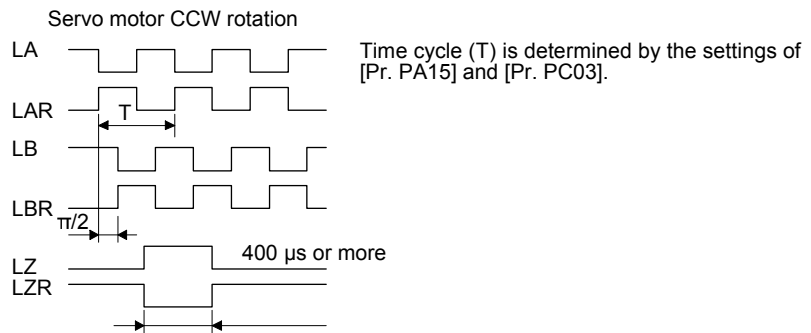 Servo motor CCW rotation
LA
Time cycle (T) is determined by the settings of
[Pr. PA15] and [Pr. PC03].
LAR
T
LB
LBR
π/2
400 µs or more
LZ
LZR